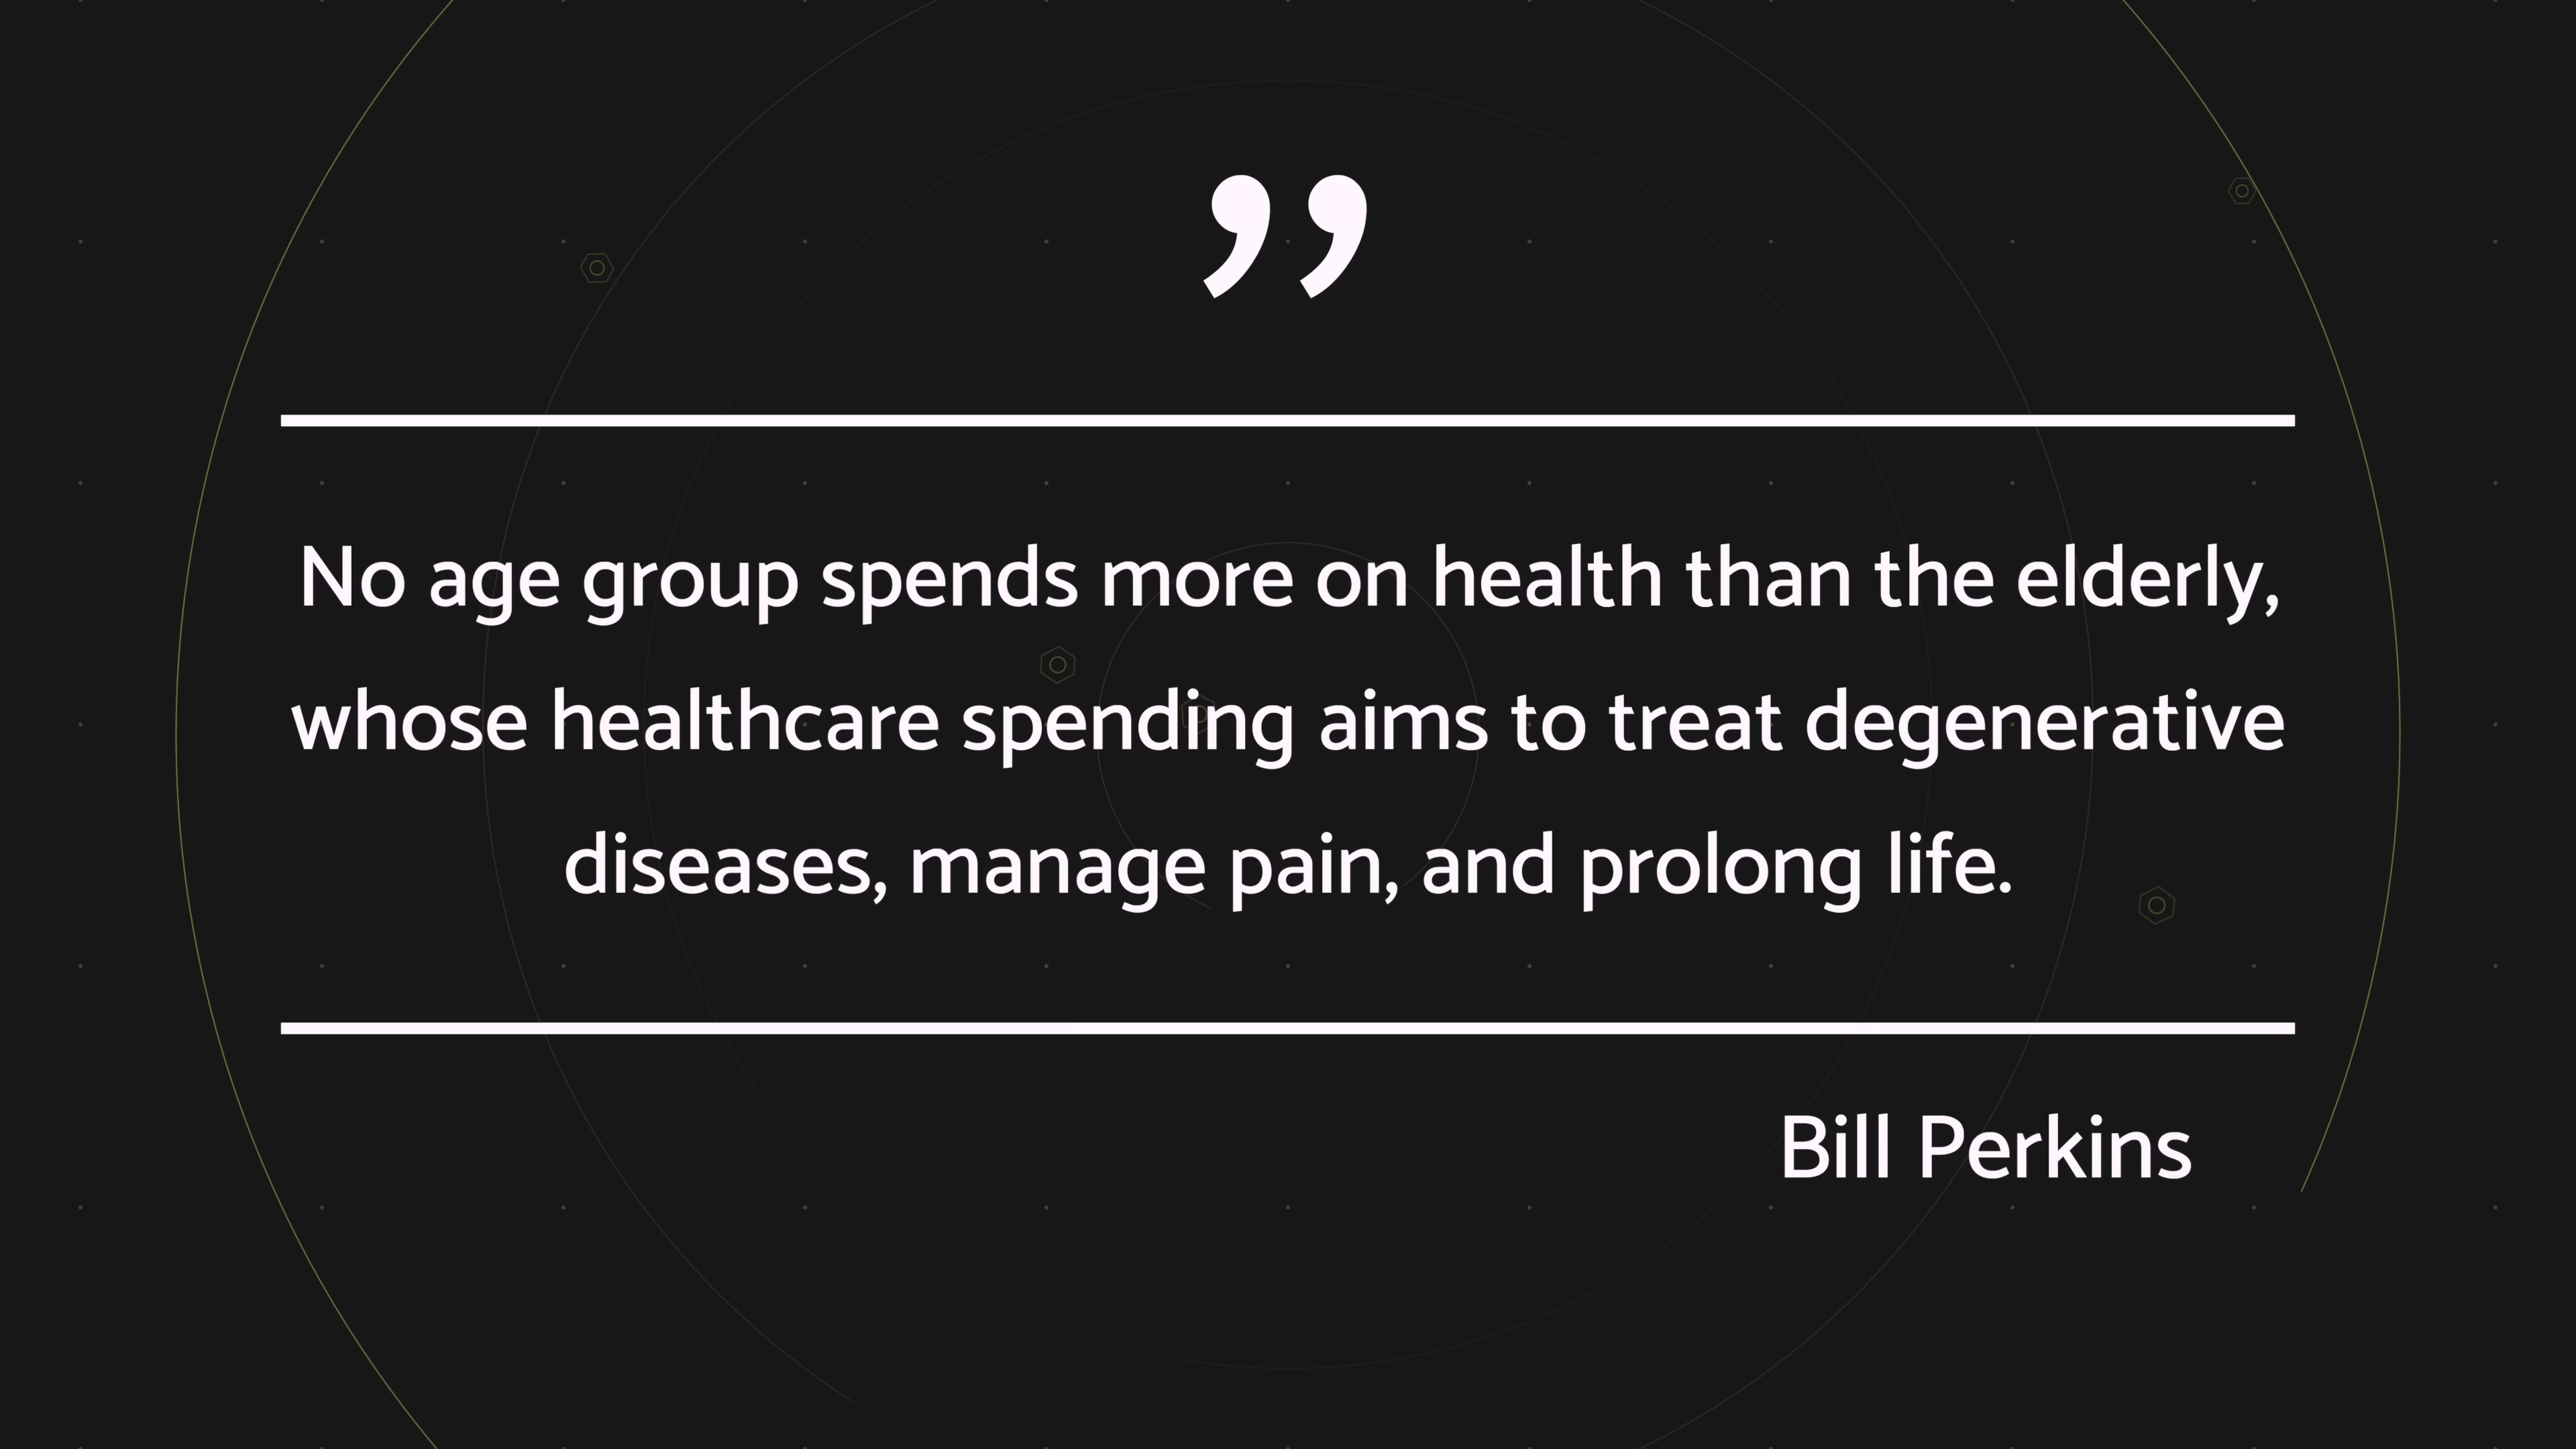 ”
No age group spends more on health than the elderly,
whose healthcare spending aims to treat degenerative
diseases, manage pain, and prolong life.
Bill Perkins